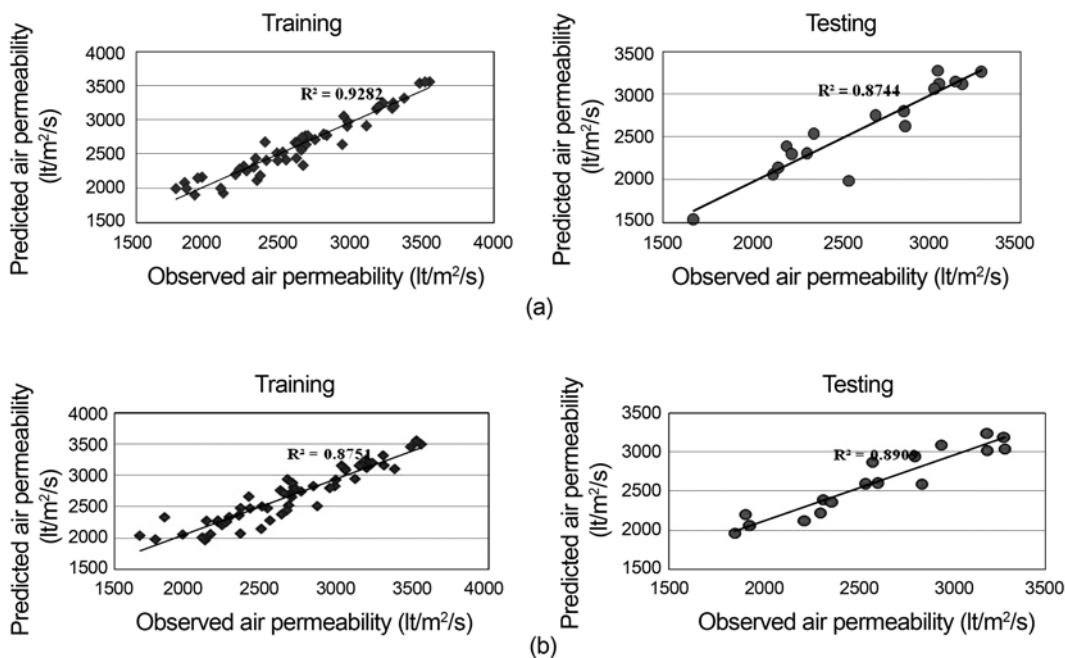 Training
Predicted air permeability
(lt/m²/s)
4000
3500
3000
2500
2000
1500
R² = 0.9282
1500 2000 2500 3000 3500 4000
Observed air permeability (lt/m²/s)
Testing
Predicted air permeability
(lt/m²/s)
3500
3000
2500
2000
1500
R² = 0.8744
1500 2000 2500 3000 3500
Observed air permeability (lt/m²/s)
(a)
Training
Predicted air permeability
(lt/m²/s)
4000
3500
3000
2500
2000
1500
R² = 0.8751
1500 2000 2500 3000 3500 4000
Observed air permeability (lt/m²/s)
Testing
Predicted air permeability
(lt/m²/s)
3500
3000
2500
2000
1500
R² =
1500 2000 2500 3000 3500
Observed air permeability (lt/m²/s)
(b)